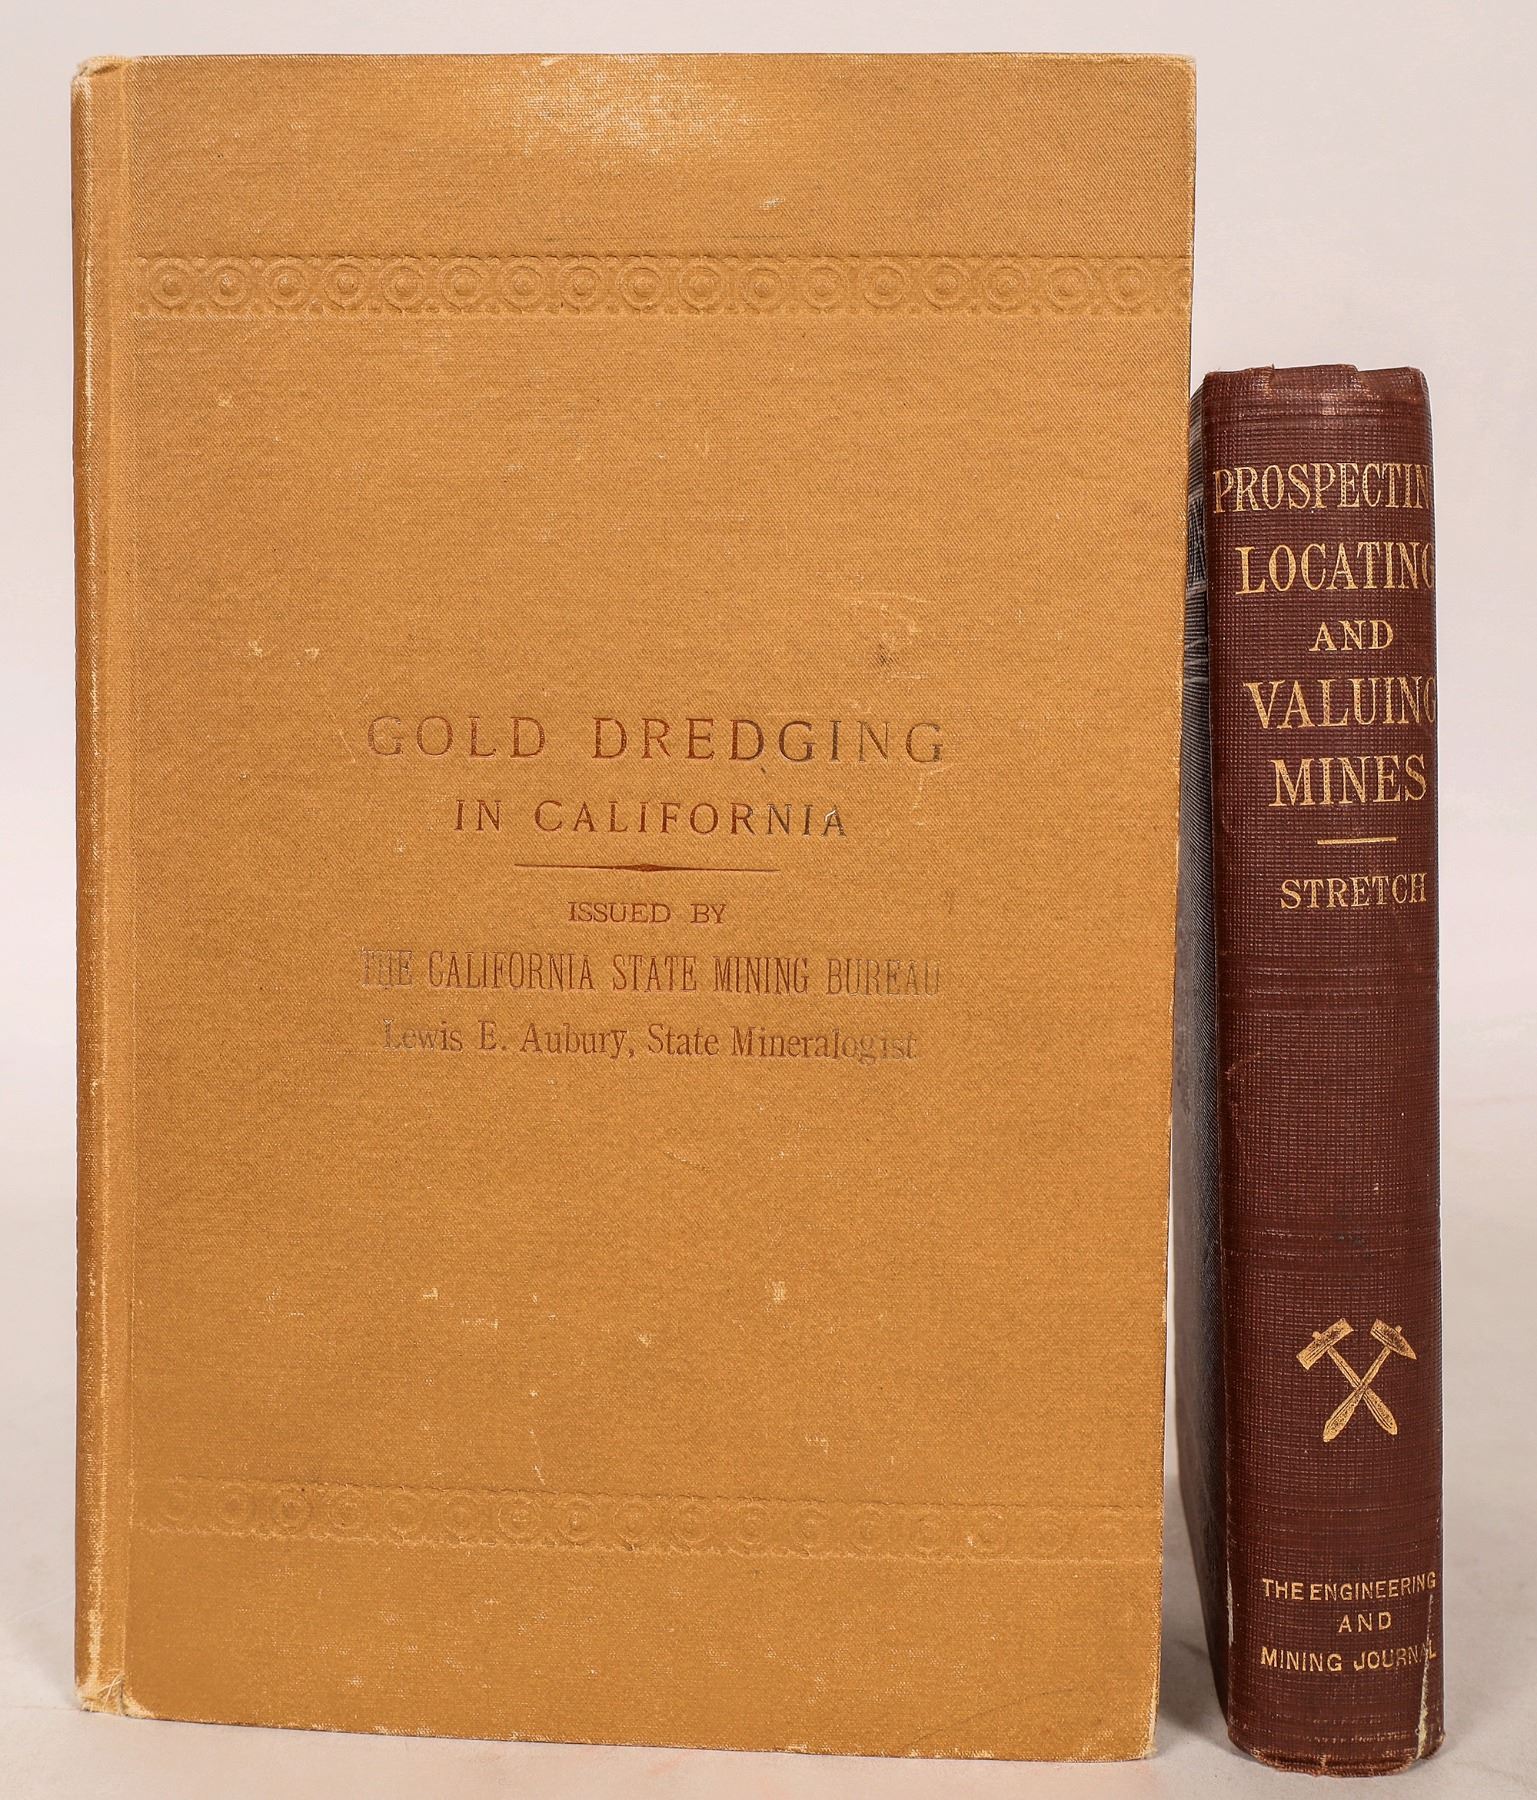 GOLD DREDGING
IN CALIFORNIA
ISSUED BY
THE CALIFORNIA STATE MINING BUREAU
Lewis E. Aubury, State Mineralogist
PROSPECTIN
LOCATING
AND
VALUING
MINES
STRETCH
THE ENGINEERING
AND
MINING JOURNAL